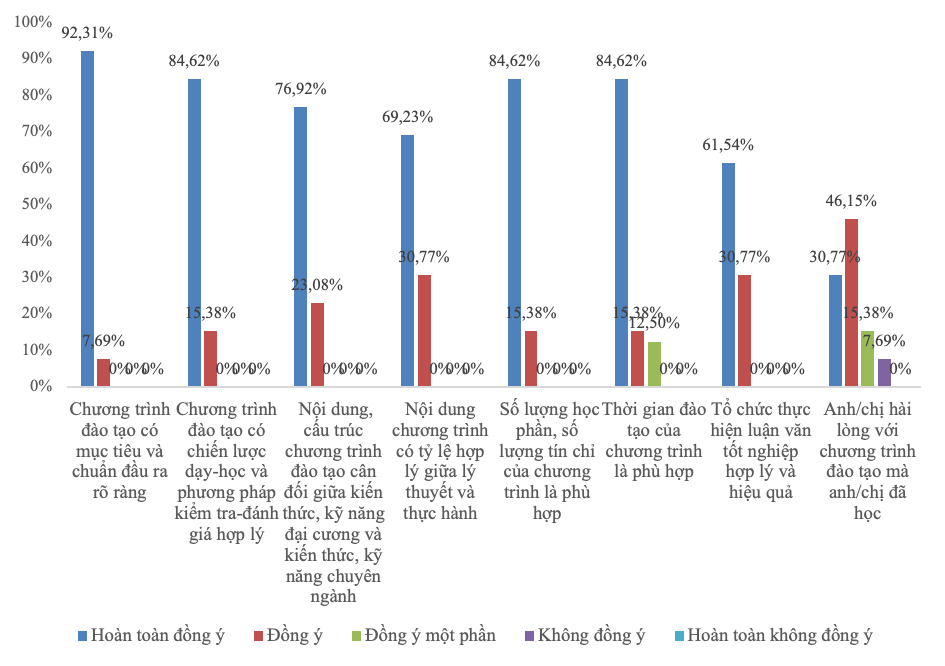 100%
90%
80%
70%
60%
50%
40%
30%
20%
10%
0%
92,31%
7,69%
0%
0%
0%
84,62%
15,38%
0%
0%
0%
76,92%
23,08%
0%
0%
0%
69,23%
30,77%
0%
0%
0%
84,62%
15,38%
0%
0%
0%
84,62%
15,38%
12,50%
0%
0%
61,54%
30,77%
0%
0%
0%
30,77%
46,15%
15,38%
7,69%
0%
Chương trình
đào tạo có
mục tiêu và
chuẩn đầu ra
rõ ràng
Chương trình
đào tạo có
chiến lược
dạy-học và
phương pháp
kiểm tra-đánh
giá hợp lý
Nội dung,
cấu trúc
chương trình
đào tạo cân
đối giữa kiến
thức, kỹ năng
đại cương và
kiến thức, kỹ
năng chuyên
ngành
Nội dung
chương trình
có tỷ lệ hợp
lý giữa lý
thuyết và
thực hành
Số lượng học
phần, số
lượng tín chỉ
của chương
trình là phù
hợp
Thời gian đào
tạo của
chương trình
là phù hợp
Tổ chức thực
hiện luận văn
tốt nghiệp
hợp lý và
hiệu quả
Anh/chị hài
lòng với
chương trình
đào tạo mà
anh/chị đã
học
Hoàn toàn đồng ý
Đồng ý
Đồng ý một phần
Không đồng ý
Hoàn toàn không đồng ý